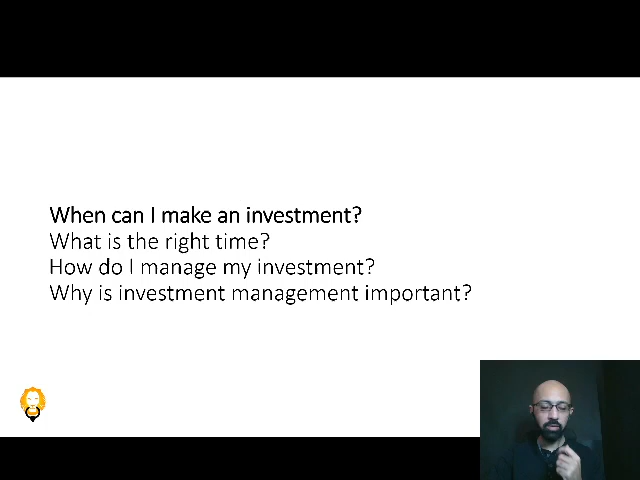 When can I make an investment?
What is the right time?
How do I manage my investment?
Why is investment management important?